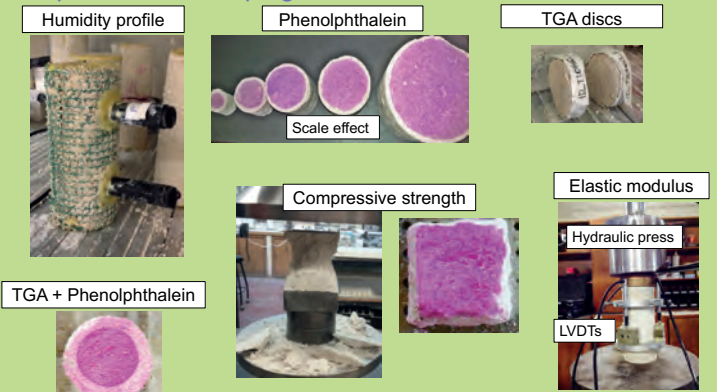 Humidity profile
Phenolphthalein
TGA discs
Scale effect
Compressive strength
Elastic modulus
Hydraulic press
TGA + Phenolphthalein
LVDTs